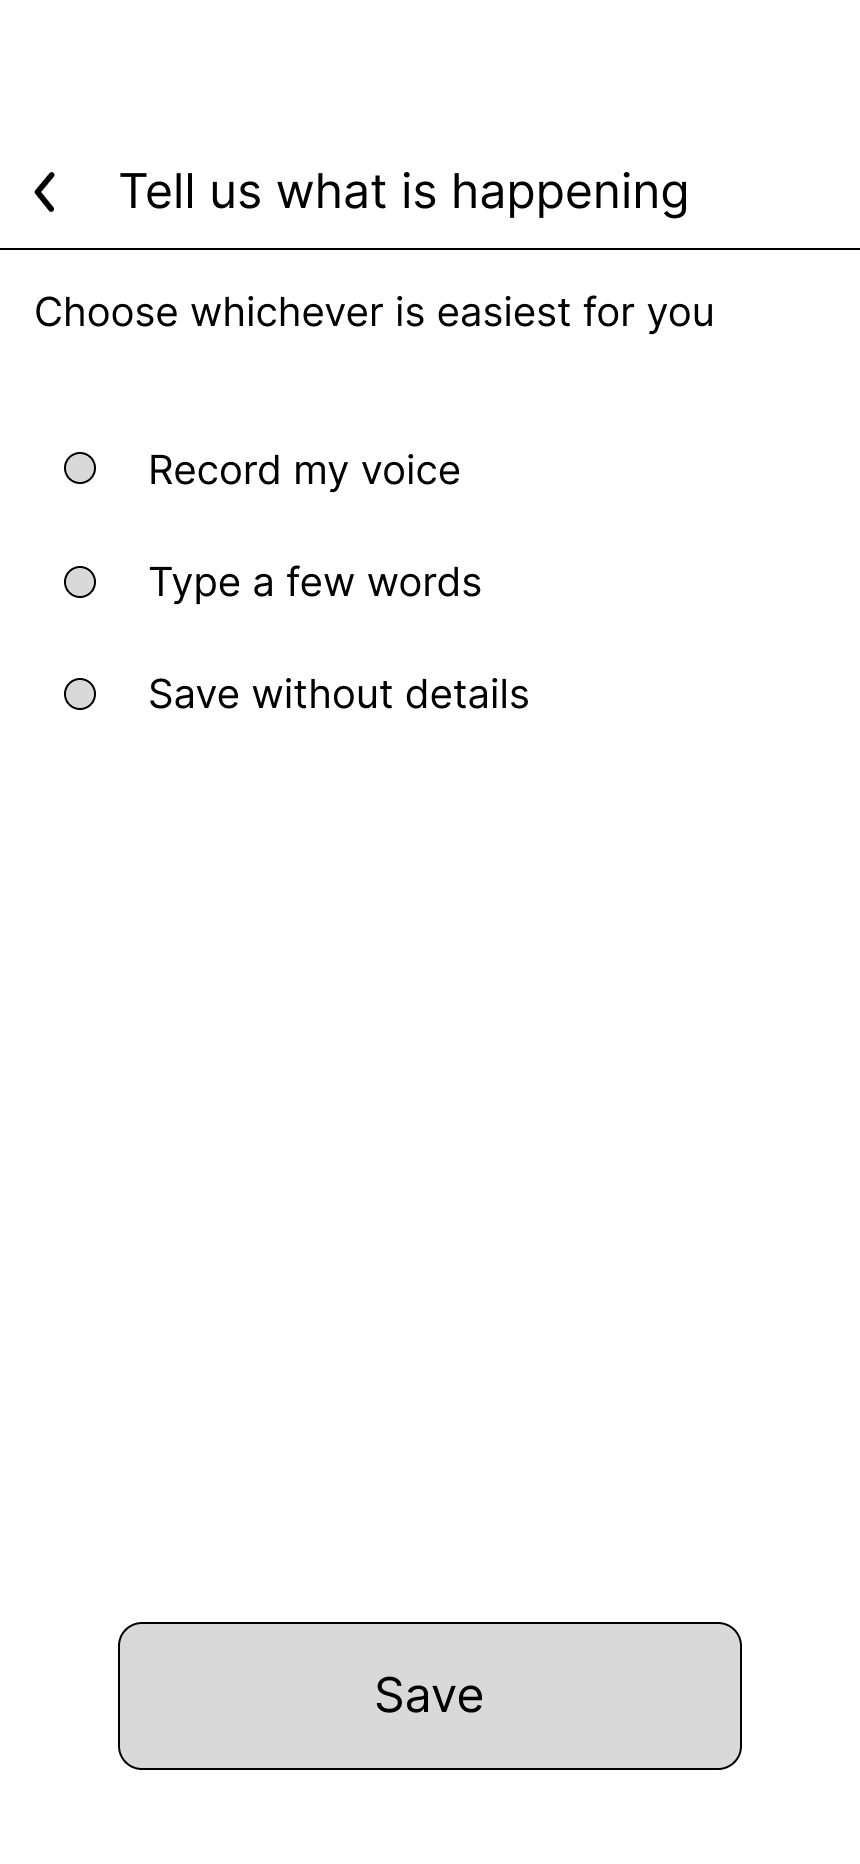 Tell us what is happening
Choose whichever is easiest for you
Record my voice
Type a few words
Save without details
Save